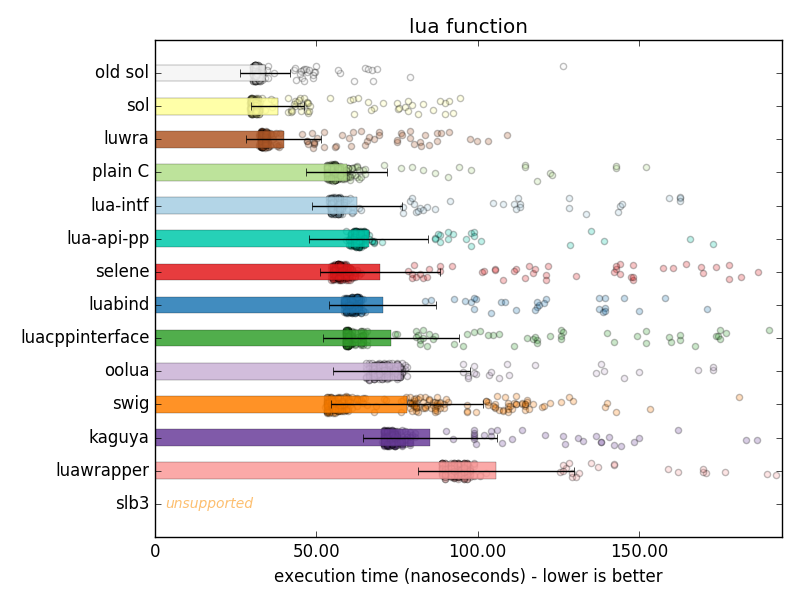 lua function
old sol
sol
luwra
plain C
lua-intf
lua-api-pp
selene
luabind
luacppinterface
oolua
swig
kaguya
luawrapper
slb3 unsupported
0 50.00 100.00 150.00
execution time (nanoseconds) - lower is better